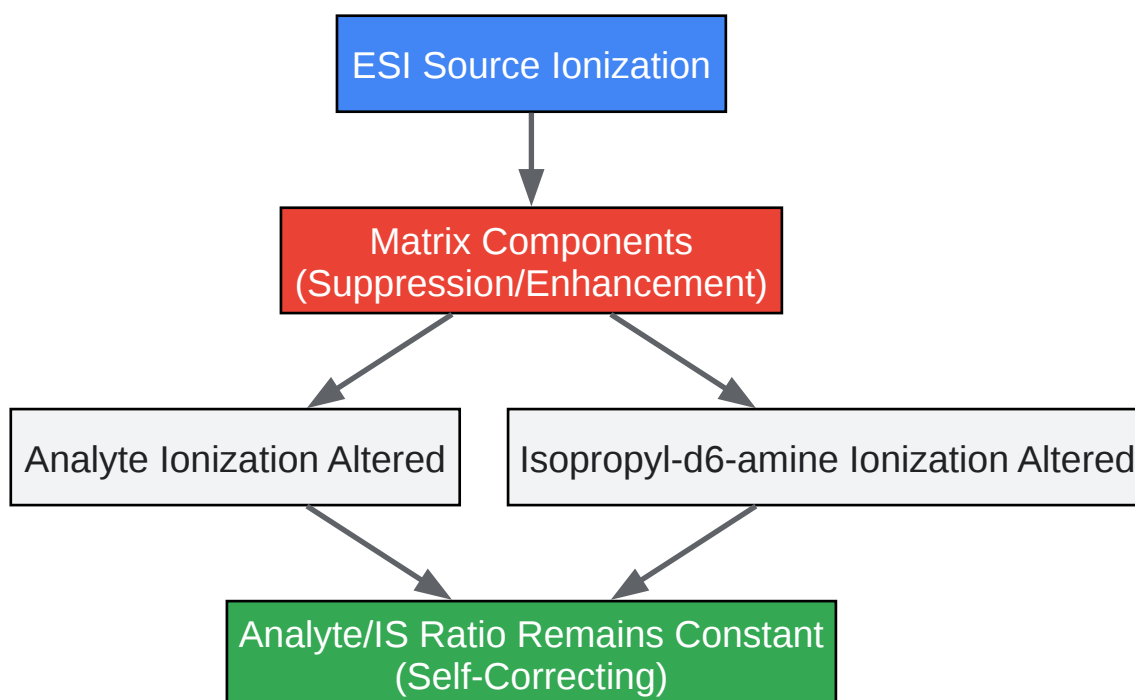 ESI Source Ionization
Matrix Components
(Suppression/Enhancement)
Analyte Ionization Altered
Isopropyl-d6-amine Ionization Altered
Analyte/IS Ratio Remains Constant
(Self-Correcting)